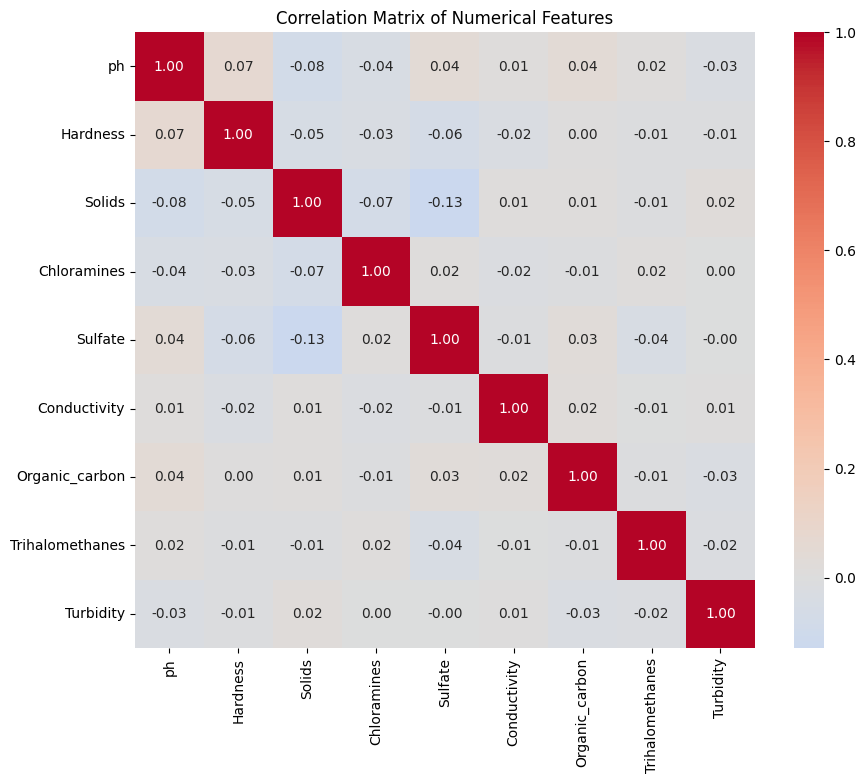 Correlation Matrix of Numerical Features
ph 1.00 0.07 -0.08 -0.04 0.04 0.01 0.04 0.02 -0.03
Hardness 0.07 1.00 -0.05 -0.03 -0.06 -0.02 0.00 -0.01 -0.01
Solids -0.08 -0.05 1.00 -0.07 -0.13 0.01 0.01 -0.01 0.02
Chloramines -0.04 -0.03 -0.07 1.00 0.02 -0.02 -0.01 0.02 0.00
Sulfate 0.04 -0.06 -0.13 0.02 1.00 -0.01 0.03 -0.04 -0.00
Conductivity 0.01 -0.02 0.01 -0.02 -0.01 1.00 0.02 -0.01 0.01
Organic_carbon 0.04 0.00 0.01 -0.01 0.03 0.02 1.00 -0.01 -0.03
Trihalomethanes 0.02 -0.01 -0.01 0.02 -0.04 -0.01 -0.01 1.00 -0.02
Turbidity -0.03 -0.01 0.02 0.00 -0.00 0.01 -0.03 -0.02 1.00
ph
Hardness
Solids
Chloramines
Sulfate
Conductivity
Organic_carbon
Trihalomethanes
Turbidity
1.0
0.8
0.6
0.4
0.2
0.0